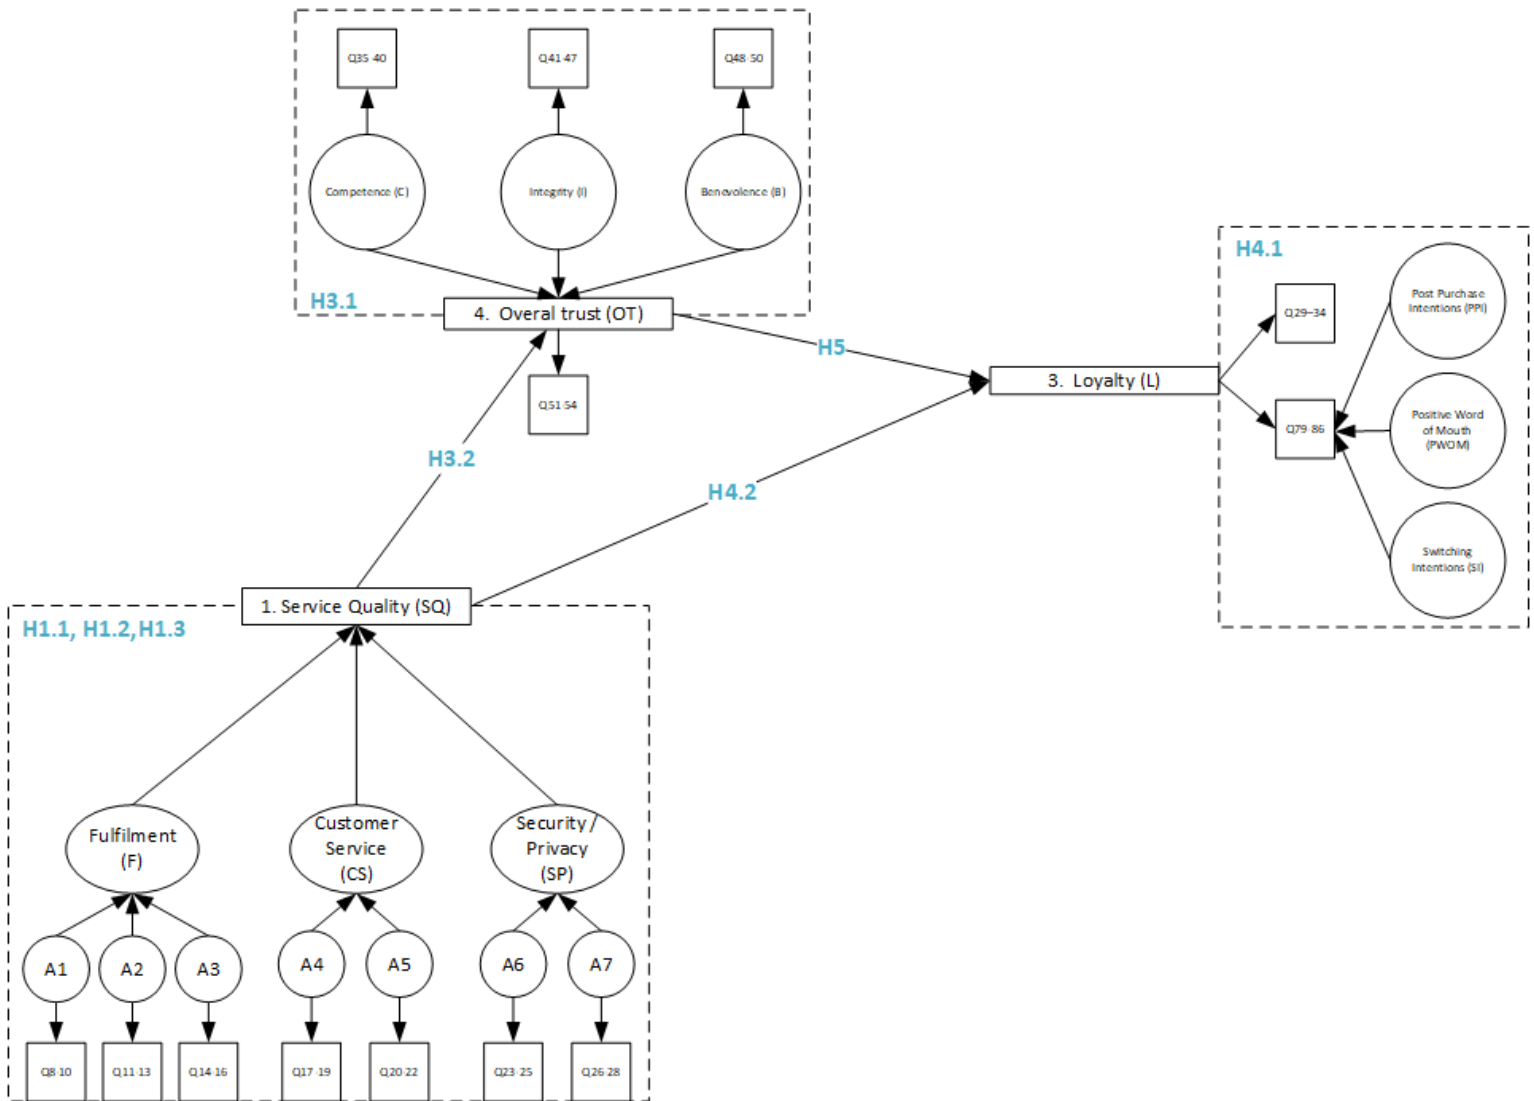 Q35-40
Q41-47
Q48-50
Competence (C)
Integrity (I)
Benevolence (B)
H3.1
4. Overal trust (OT)
Q51-54
H5
H3.2
H4.2
3. Loyalty (L)
H4.1
Q29-34
Q79-86
Post Purchase
Intentions (PPI)
Positive Word
of Mouth
(PWOM)
Switching
Intentions (SI)
1. Service Quality (SQ)
H1.1, H1.2,H1.3
Fulfilment
(F)
Customer
Service
(CS)
Security/
Privacy
(SP)
A1
A2
A3
A4
A5
A6
A7
Q8-10
Q11-13
Q14-16
Q17-19
Q20-22
Q23-25
Q26-28